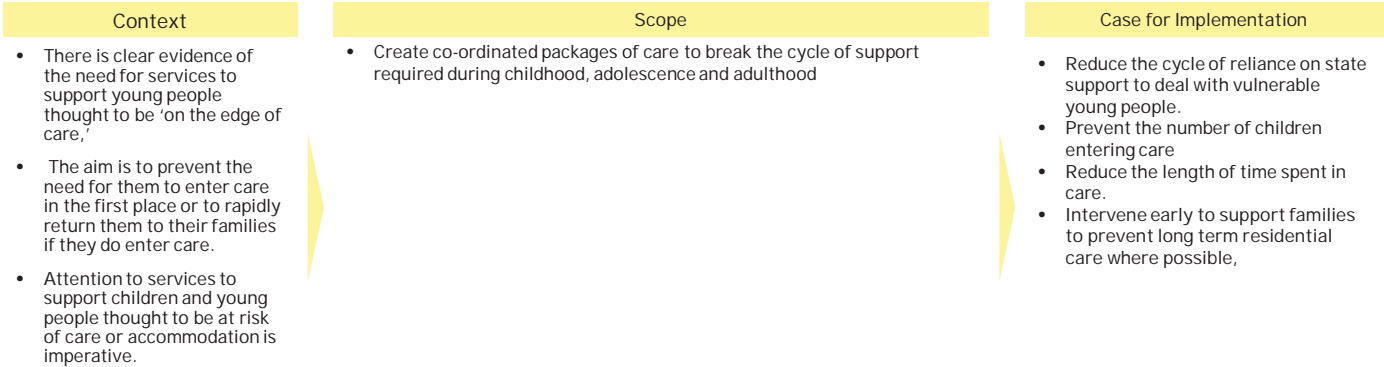 Context
• There is clear evidence of
the need for services to
support young people
thought to be ‘on the edge of
care,’
• The aim is to prevent the
need for them to enter care
in the first place or to rapidly
return them to their families
if they do enter care.
• Attention to services to
support children and young
people thought to be at risk
of care or accommodation is
imperative.
Scope
• Create co-ordinated packages of care to break the cycle of support
required during childhood, adolescence and adulthood
Case for Implementation
• Reduce the cycle of reliance on state
support to deal with vulnerable
young people.
• Prevent the number of children
entering care
• Reduce the length of time spent in
care.
• Intervene early to support families
to prevent long term residential
care where possible,